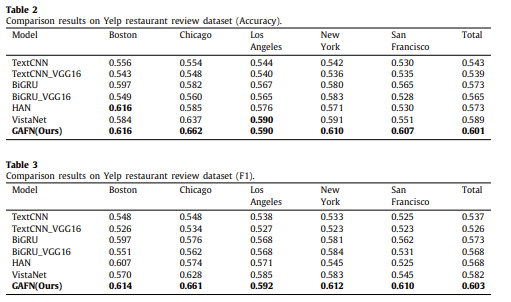 Table 2
Comparison results on Yelp restaurant review dataset (Accuracy).
Model Boston Chicago Los Angeles New York San Francisco Total
TextCNN 0.556 0.554 0.544 0.542 0.530 0.543
TextCNN_VGG16 0.543 0.548 0.540 0.536 0.535 0.539
BiGRU 0.597 0.582 0.567 0.580 0.565 0.573
BiGRU_VGG16 0.549 0.560 0.565 0.583 0.528 0.565
HAN 0.616 0.585 0.576 0.571 0.530 0.573
VistaNet 0.584 0.637 0.590 0.591 0.551 0.589
GAFN(Ours) 0.616 0.662 0.590 0.610 0.607 0.601
Table 3
Comparison results on Yelp restaurant review dataset (F1).
Model Boston Chicago Los Angeles New York San Francisco Total
TextCNN 0.548 0.548 0.538 0.533 0.525 0.537
TextCNN_VGG16 0.526 0.534 0.527 0.523 0.523 0.526
BiGRU 0.597 0.576 0.568 0.581 0.562 0.573
BiGRU_VGG16 0.551 0.562 0.568 0.584 0.531 0.568
HAN 0.607 0.574 0.571 0.545 0.525 0.568
VistaNet 0.570 0.628 0.585 0.583 0.545 0.582
GAFN(Ours) 0.614 0.661 0.592 0.612 0.610 0.603